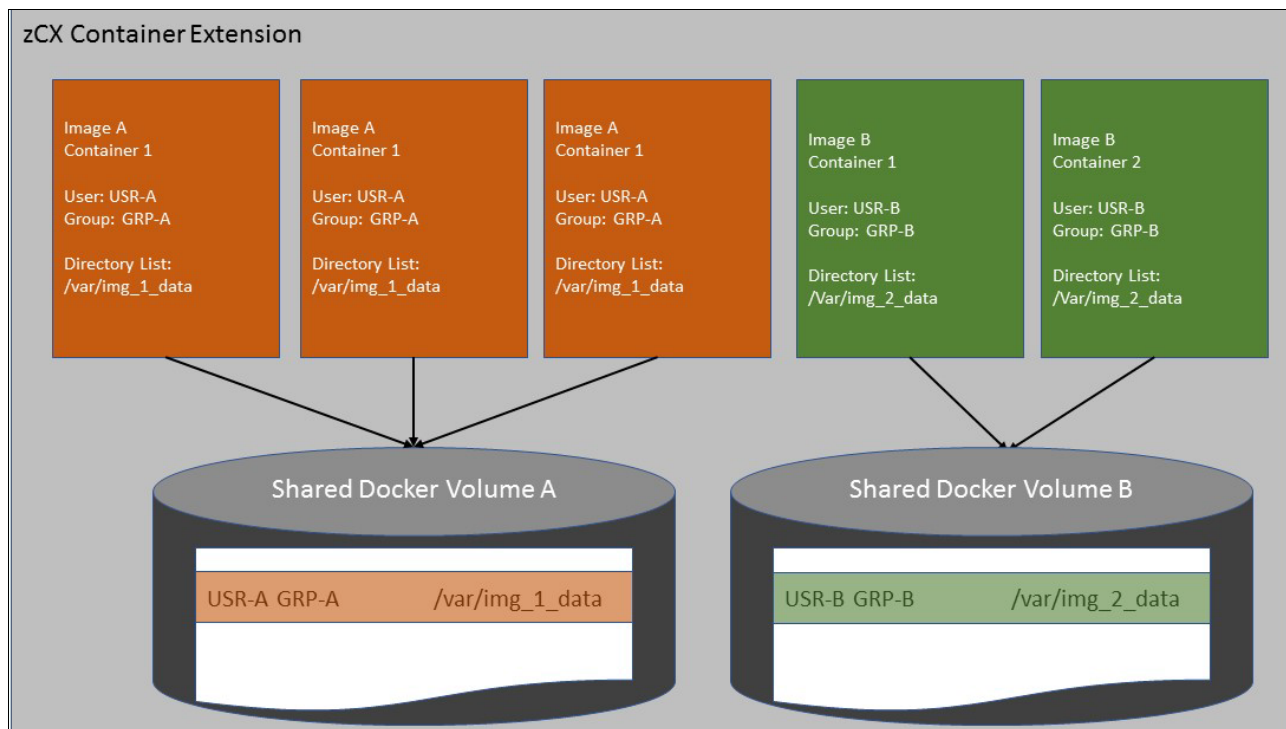 zCX Container Extension
Image A
Container 1
User: USR-A
Group: GRP-A
Directory List:
/var/img_1_data
Image A
Container 1
User: USR-A
Group: GRP-A
Directory List:
/var/img_1_data
Image A
Container 1
User: USR-A
Group: GRP-A
Directory List:
/var/img_1_data
Image B
Container 1
User: USR-B
Group: GRP-B
Directory List:
/Var/img_2_data
Image B
Container 2
User: USR-B
Group: GRP-B
Directory List:
/Var/img_2_data
Shared Docker Volume A
USR-A GRP-A /var/img_1_data
Shared Docker Volume B
USR-B GRP-B /var/img_2_data